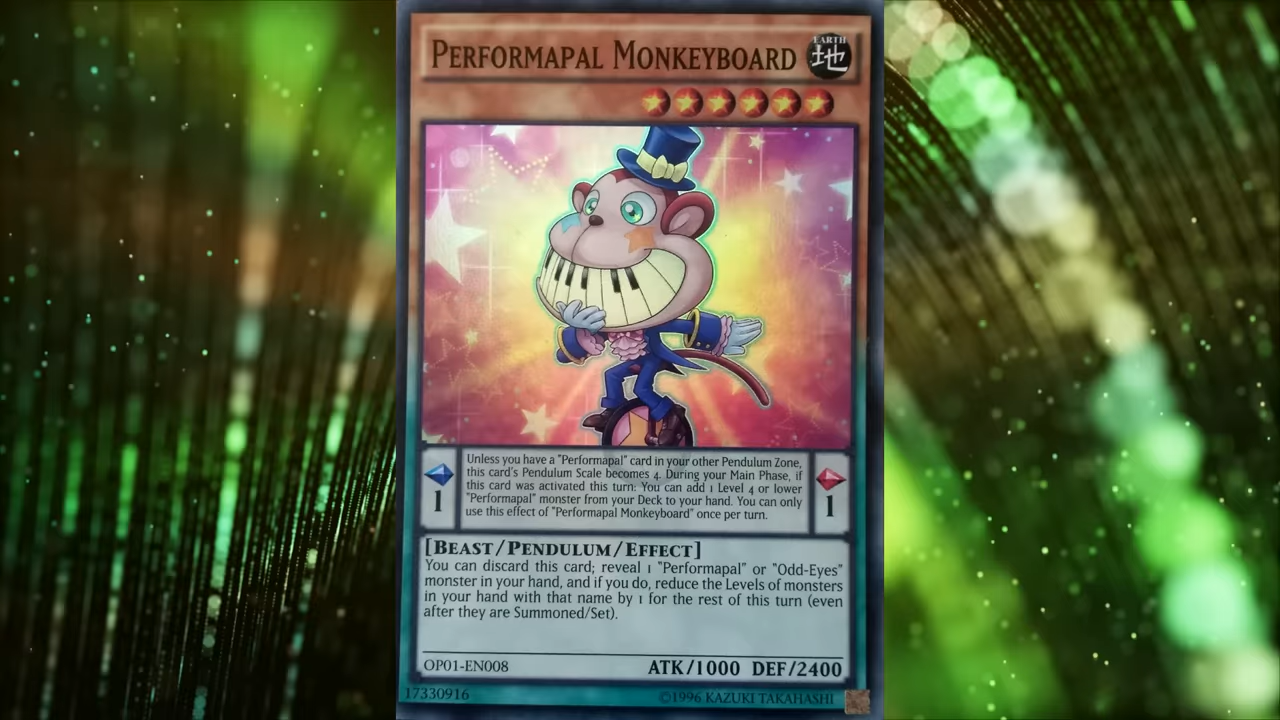 PERFORMAPAL MONKEYBOARD
EARTH
地
1
Unless you have a "Performapal" card in your other Pendulum Zone,
this card's Pendulum Scale becomes 4. During your Main Phase, if
this card was activated this turn: You can add 1 Level 4 or lower
"Performapal" monster from your Deck to your hand. You can only
use this effect of "Performapal Monkeyboard" once per turn.
1
[BEAST/PENDULUM/EFFECT]
You can discard this card; reveal 1 "Performapal" or "Odd-Eyes"
monster in your hand, and if you do, reduce the Levels of monsters
in your hand with that name by 1 for the rest of this turn (even
after they are Summoned/Set).
OP01-EN008 ATK/1000 DEF/2400
17330916 ©1996 KAZUKI TAKAHASHI